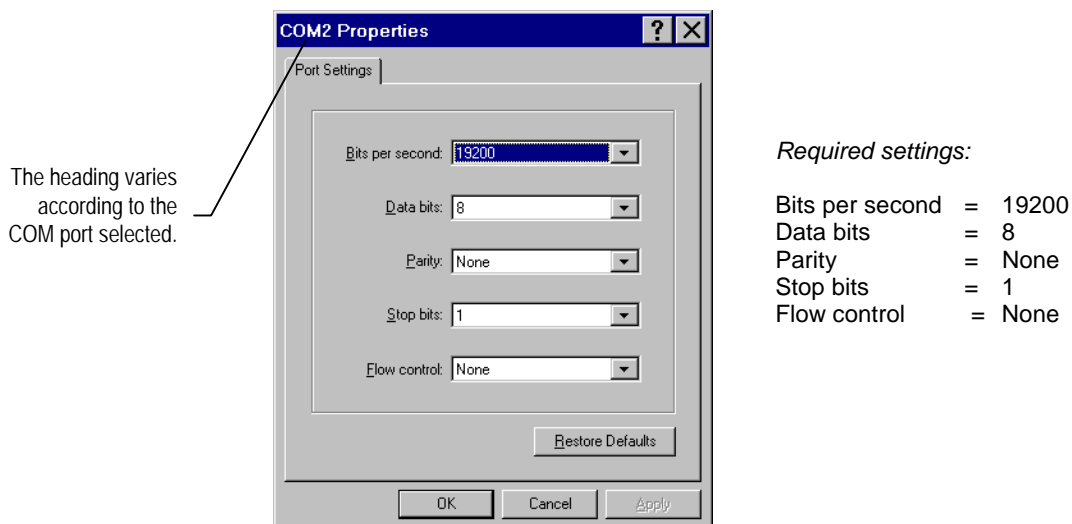 COM2 Properties
Port Settings
Bits per second: 19200
Data bits: 8
Parity: None
Stop bits: 1
Flow control: None
Restore Defaults
OK Cancel Apply
The heading varies
according to the
COM port selected.
Required settings:
Bits per second = 19200
Data bits = 8
Parity = None
Stop bits = 1
Flow control = None